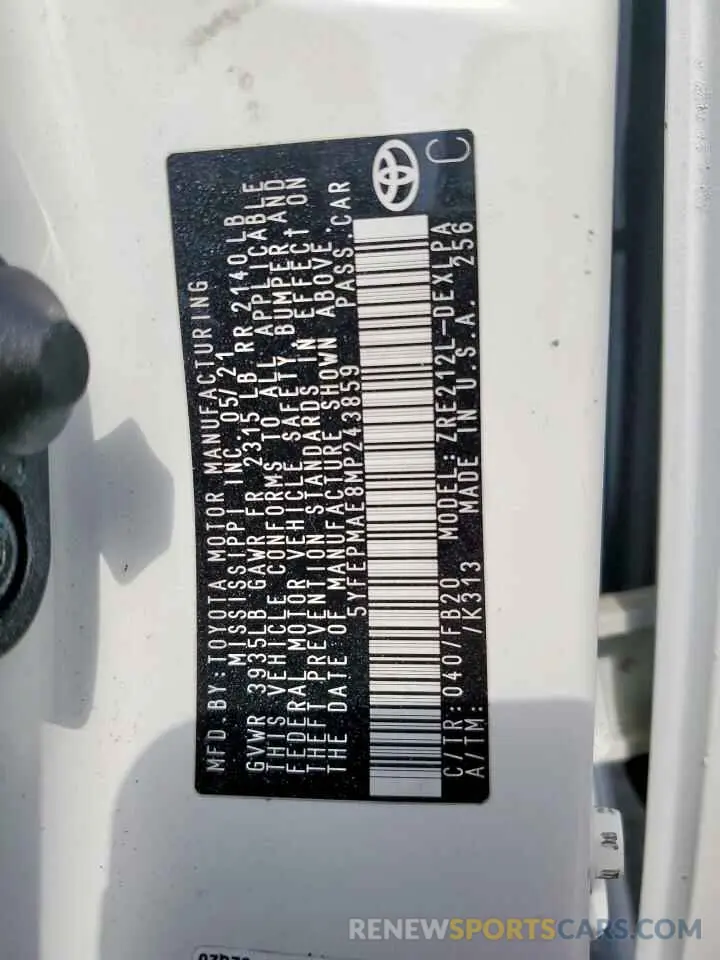 MFD.BY:TOYOTA MOTOR MANUFACTURING
MISSISSIPPI INC.05/21
GVWR 3935LB GAWR FR 2315 LB RR 2140 LB
THIS VEHICLE CONFORMS TO ALL APPLICABLE
FEDERAL MOTOR VEHICLE SAFETY, BUMPER AND
THEFT PREVENTION STANDARDS IN EFFECT ON
THE DATE OF MANUFACTURE SHOWN ABOVE.
5YFEPMAE8MP243859 PASS.CAR
C/TR:040/FB20 MODEL:ZRE212L-DEXLPA
A/TM: /K313 MADE IN U.S.A. 256
C
RENEWSPORTSCARS.COM